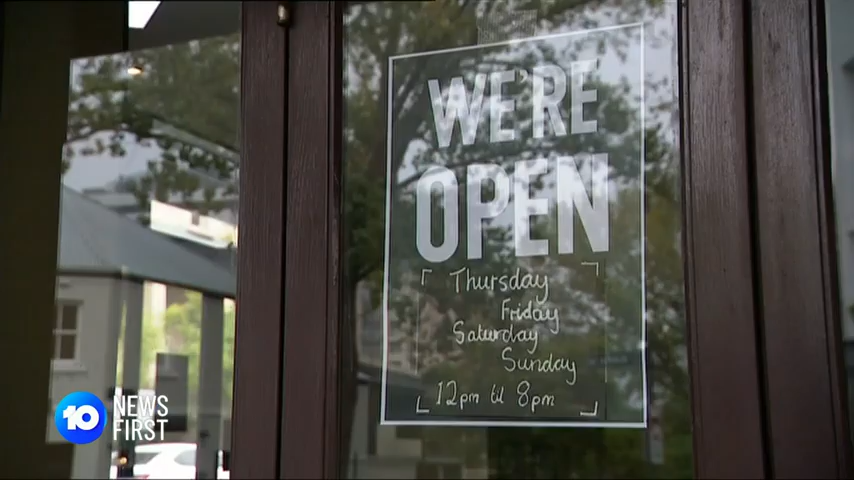 WE'RE
OPEN
Thursday
Friday
Saturday
Sunday
12pm til 8pm
10 NEWS
FIRST